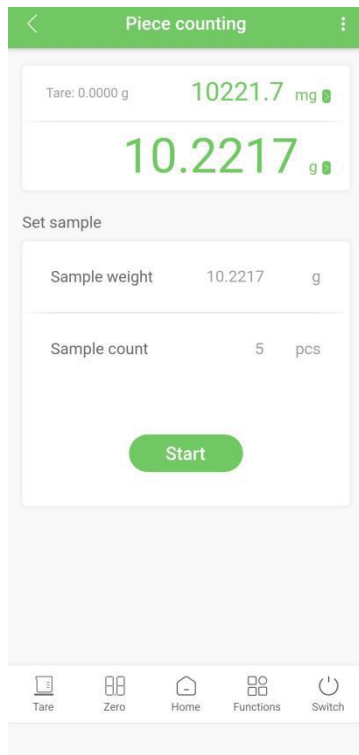 Piece counting
Tare: 0.0000 g 10221.7 mg
10.2217 g
Set sample
Sample weight 10.2217 g
Sample count 5 pcs
Start
Tare Zero Home Functions Switch